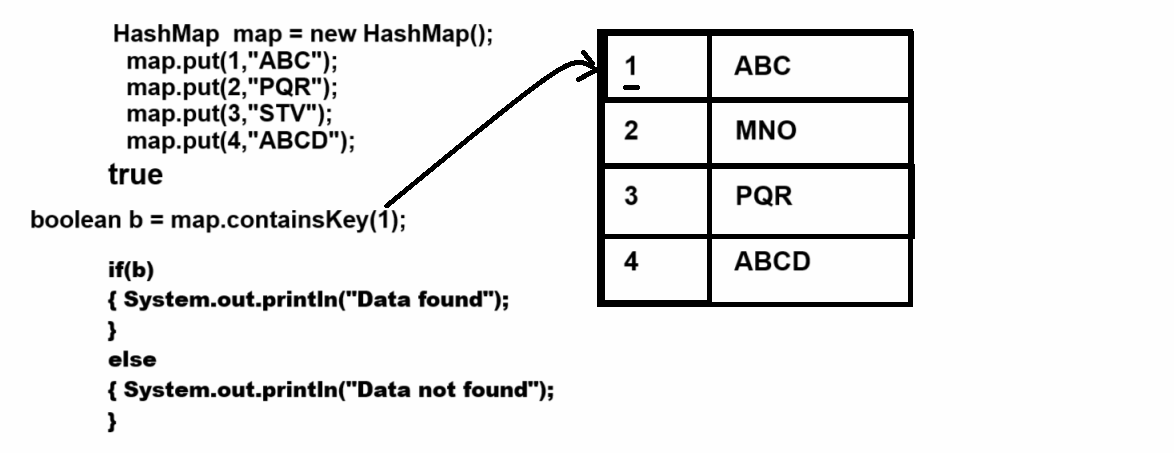 HashMap  map = new HashMap();
map.put(1,"ABC");
map.put(2,"PQR");
map.put(3,"STV");
map.put(4,"ABCD");
true
boolean b = map.containsKey(1);
if(b)
{ System.out.println("Data found");
}
else
{ System.out.println("Data not found");
}
1 ABC
2 MNO
3 PQR
4 ABCD